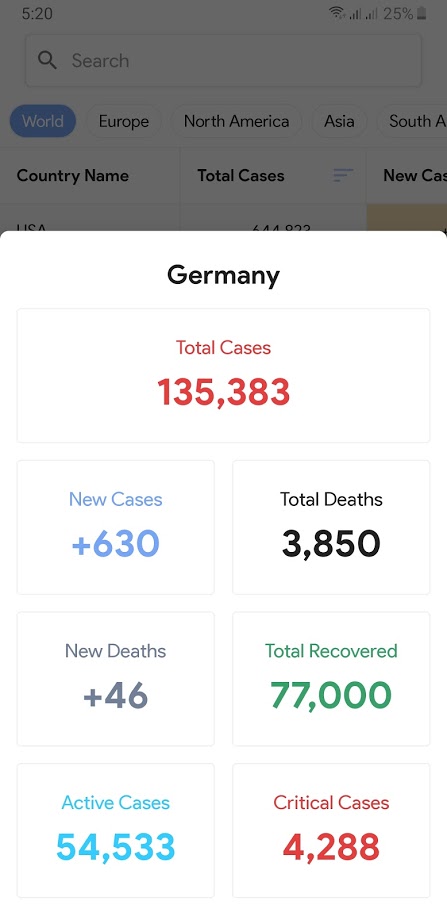 5:20 25%
Search
World Europe North America Asia South A
Country Name Total Cases New Cas
USA 644,823
Germany
Total Cases
135,383
New Cases Total Deaths
+630 3,850
New Deaths Total Recovered
+46 77,000
Active Cases Critical Cases
54,533 4,288